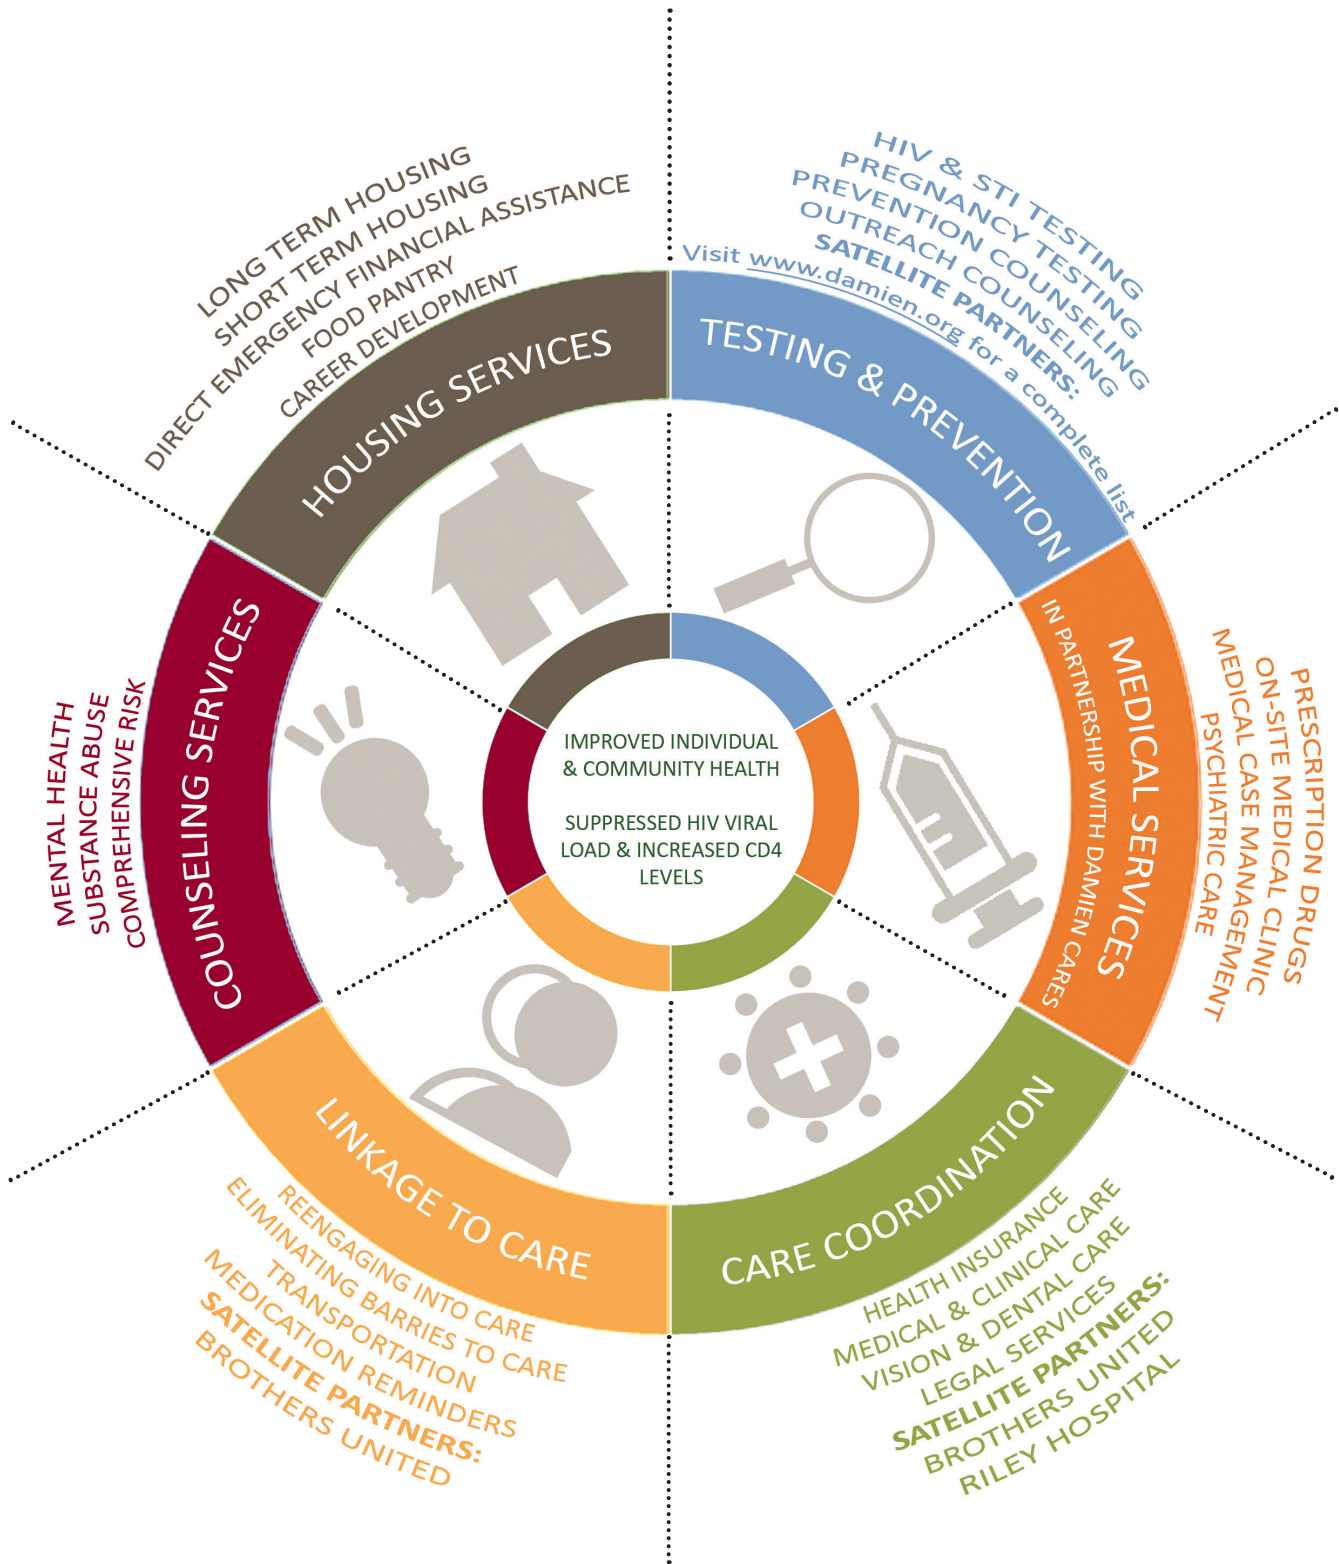 HIV & STI TESTING
PREGNANCY TESTING
PREVENTION COUNSELING
OUTREACH COUNSELING
SATELLITE PARTNERS:
Visit www.damien.org for a complete list
TESTING & PREVENTION
MEDICAL SERVICES
IN PARTNERSHIP WITH DAMIEN CARES
PRESCRIPTION DRUGS
ON-SITE MEDICAL CLINIC
MEDICAL CASE MANAGEMENT
PSYCHIATRIC CARE
CARE COORDINATION
HEALTH INSURANCE
MEDICAL & CLINICAL CARE
VISION & DENTAL CARE
LEGAL SERVICES
SATELLITE PARTNERS:
BROTHERS UNITED
RILEY HOSPITAL
LINKAGE TO CARE
REENGAGING INTO CARE
ELIMINATING BARRIES TO CARE
TRANSPORTATION
MEDICATION REMINDERS
SATELLITE PARTNERS:
BROTHERS UNITED
COUNSELING SERVICES
MENTAL HEALTH
SUBSTANCE ABUSE
COMPREHENSIVE RISK
LONG TERM HOUSING
SHORT TERM HOUSING
DIRECT EMERGENCY FINANCIAL ASSISTANCE
FOOD PANTRY
CAREER DEVELOPMENT
HOUSING SERVICES
IMPROVED INDIVIDUAL
& COMMUNITY HEALTH
SUPPRESSED HIV VIRAL
LOAD & INCREASED CD4
LEVELS